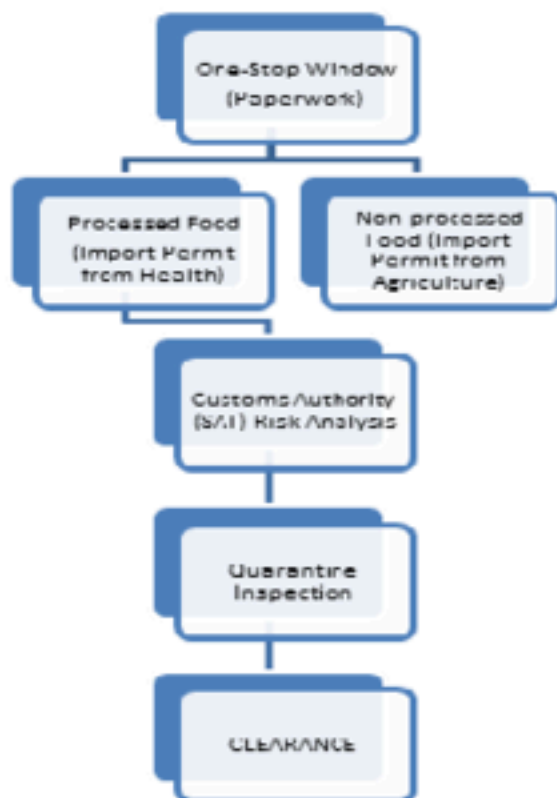 One-Stop Window
(Paperwork)
Processed Food
(Import Permit
from Health)
Non processed
Food (Import
Permit from
Agriculture)
Customs Authority
(SAT) Risk Analysis
Quarantine
Inspection
CLEARANCE